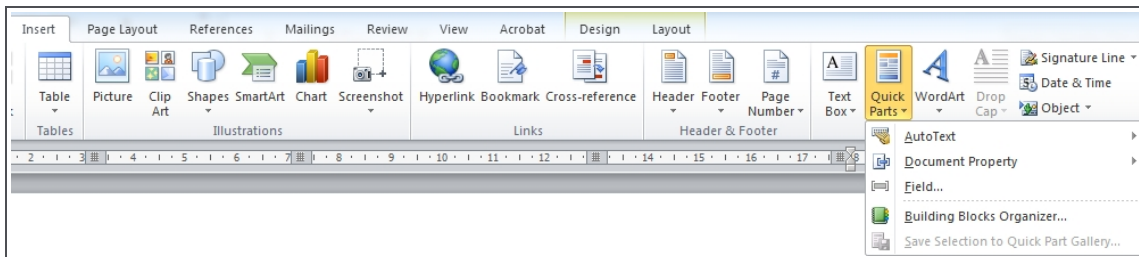 Insert Page Layout References Mailings Review View Acrobat Design Layout
Table
Picture
Clip Art
Shapes
SmartArt
Chart
Screenshot
Hyperlink
Bookmark
Cross-reference
Header
Footer
Page Number
Text Box
Quick Parts
WordArt
Drop Cap
Signature Line
Date & Time
Object
Tables
Illustrations
Links
Header & Footer
2 3 4 5 6 7 8 9 10 11 12 14 15 16 17 18
AutoText
Document Property
Field...
Building Blocks Organizer...
Save Selection to Quick Part Gallery...